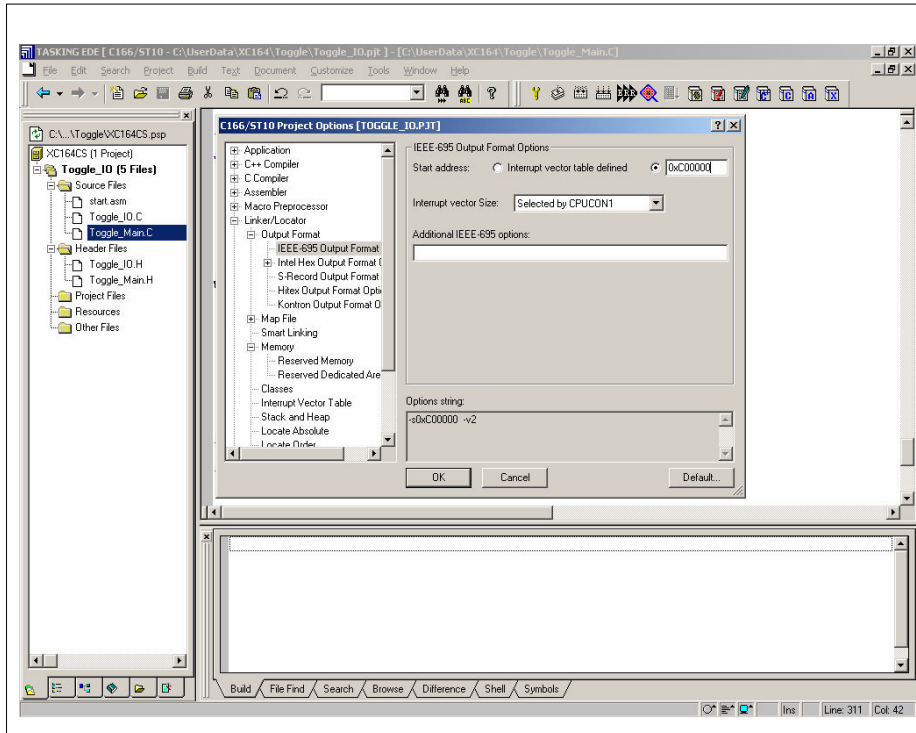 TASKING EDE [ C166/ST10 - C:\UserData\XC164\Toggle\Toggle_IO.pjt ] - [C:\UserData\XC164\Toggle\Toggle_Main.C]
File Edit Search Project Build Text Document Customize Tools Window Help
C:\...\Toggle\XC164CS.psp
XC164CS (1 Project)
Toggle_IO (5 Files)
Source Files
start.asm
Toggle_IO.C
Toggle_Main.C
Header Files
Toggle_IO.H
Toggle_Main.H
Project Files
Resources
Other Files
C166/ST10 Project Options [TOGGLE_IO.PJT]
Application
C++ Compiler
C Compiler
Assembler
Macro Preprocessor
Linker/Locator
Output Format
IEEE-695 Output Format
Intel Hex Output Format (
S-Record Output Format
Hitex Output Format Opti
Kontron Output Format O
Map File
Smart Linking
Memory
Reserved Memory
Reserved Dedicated Are
Classes
Interrupt Vector Table
Stack and Heap
Locate Absolute
Locate Order
IEEE-695 Output Format Options
Start address: Interrupt vector table defined 0xC00000
Interrupt vector Size: Selected by CPUCON1
Additional IEEE-695 options:
Options string:
-s0xC00000 -v2
OK Cancel Default...
Build File Find Search Browse Difference Shell Symbols
Ins Line: 311 Col: 42